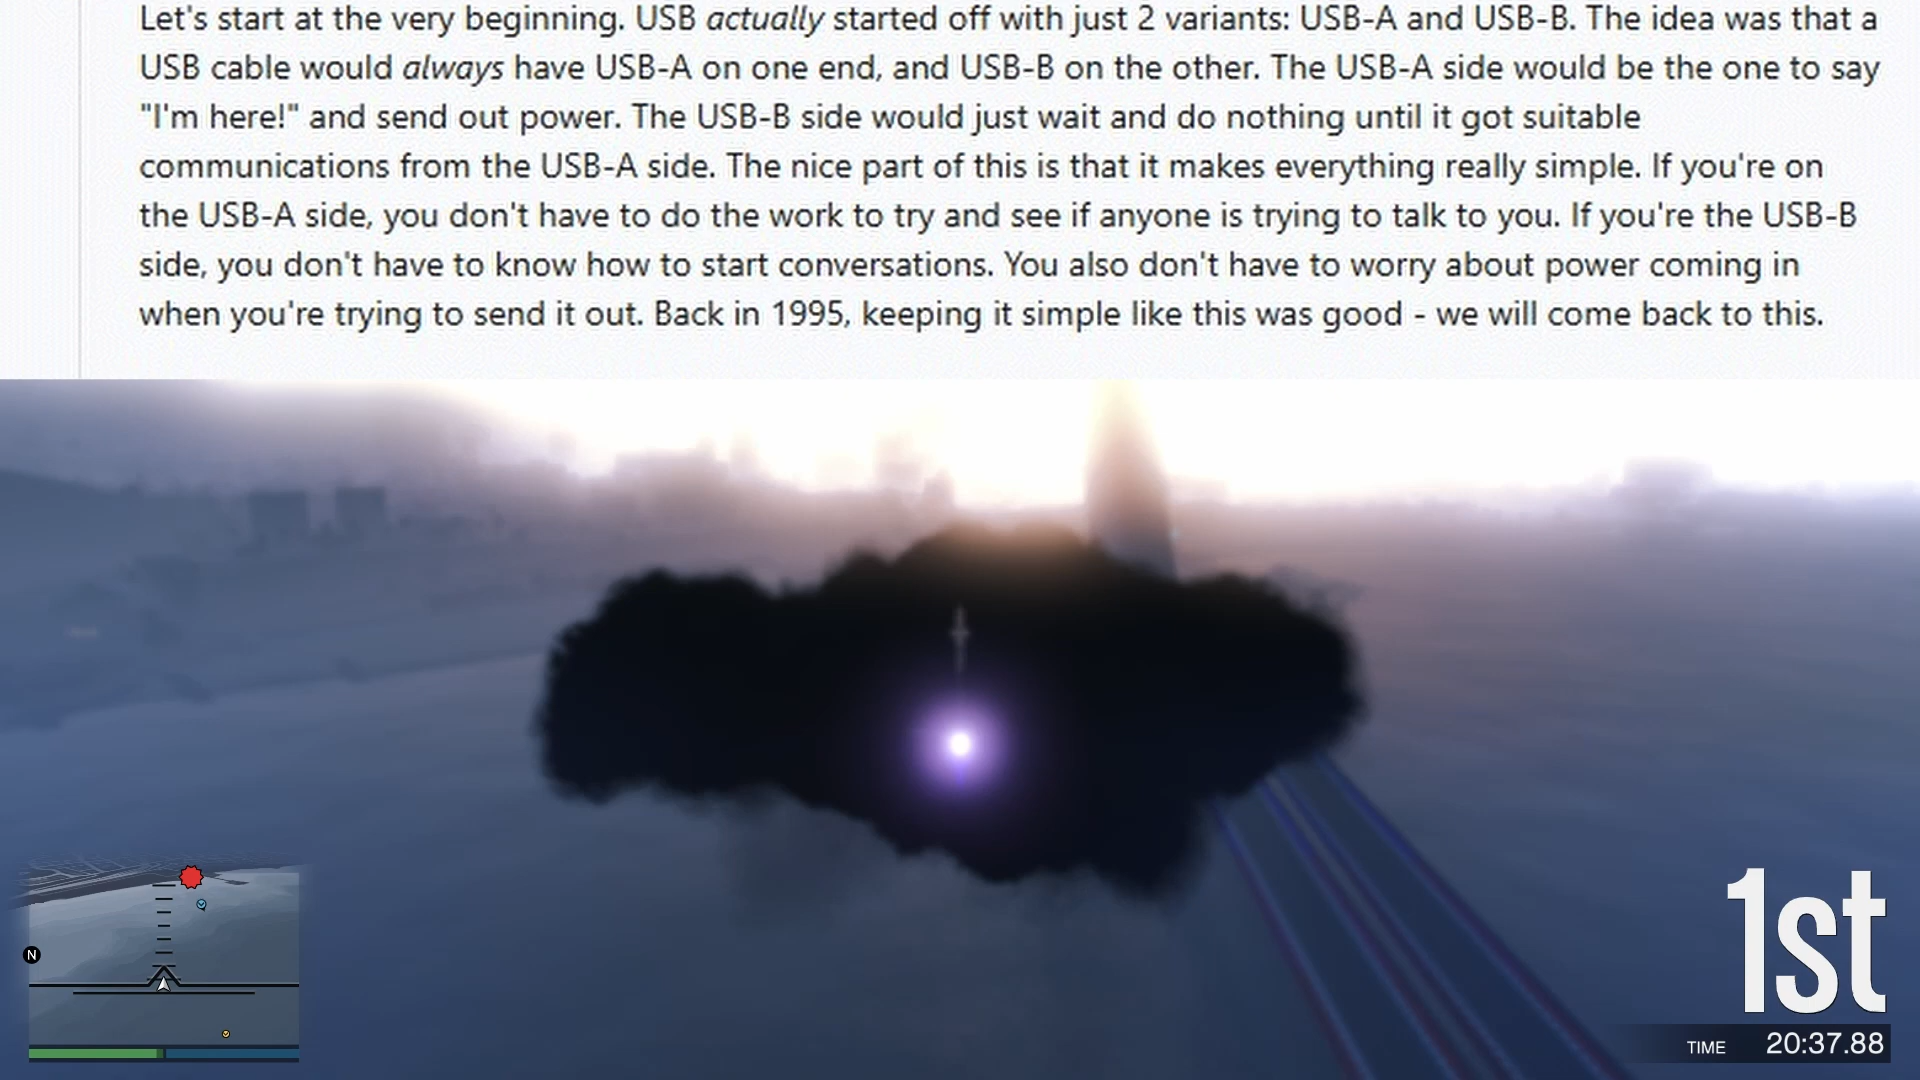 Let's start at the very beginning. USB actually started off with just 2 variants: USB-A and USB-B. The idea was that a
USB cable would always have USB-A on one end, and USB-B on the other. The USB-A side would be the one to say
"I'm here!" and send out power. The USB-B side would just wait and do nothing until it got suitable
communications from the USB-A side. The nice part of this is that it makes everything really simple. If you're on
the USB-A side, you don't have to do the work to try and see if anyone is trying to talk to you. If you're the USB-B
side, you don't have to know how to start conversations. You also don't have to worry about power coming in
when you're trying to send it out. Back in 1995, keeping it simple like this was good - we will come back to this.
N
1st
TIME 20:37.88